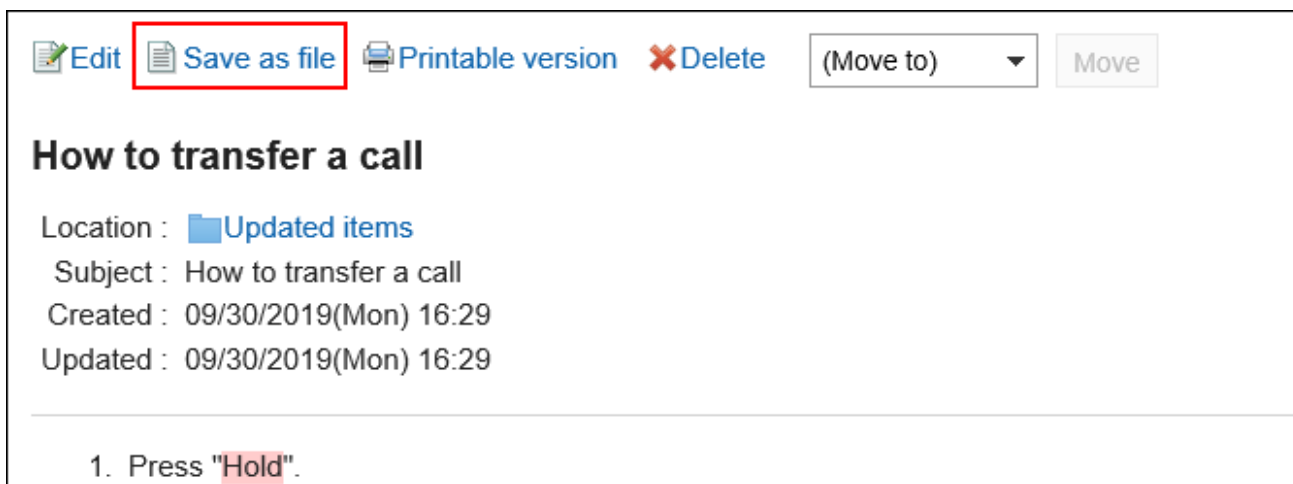 Edit Save as file Printable version Delete (Move to) Move
How to transfer a call
Location : Updated items
Subject : How to transfer a call
Created : 09/30/2019(Mon) 16:29
Updated : 09/30/2019(Mon) 16:29
1. Press "Hold".